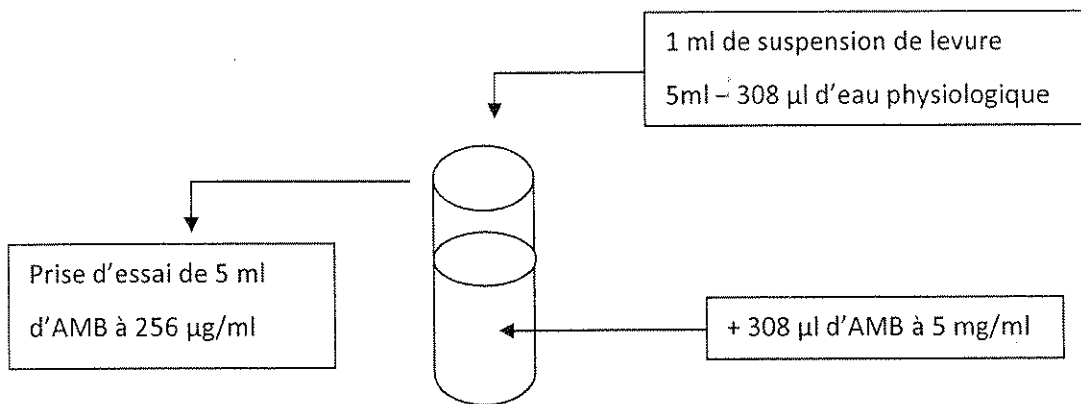 1 ml de suspension de levure
5ml – 308 µl d'eau physiologique
Prise d'essai de 5 ml
d'AMB à 256 µg/ml
+ 308 µl d'AMB à 5 mg/ml